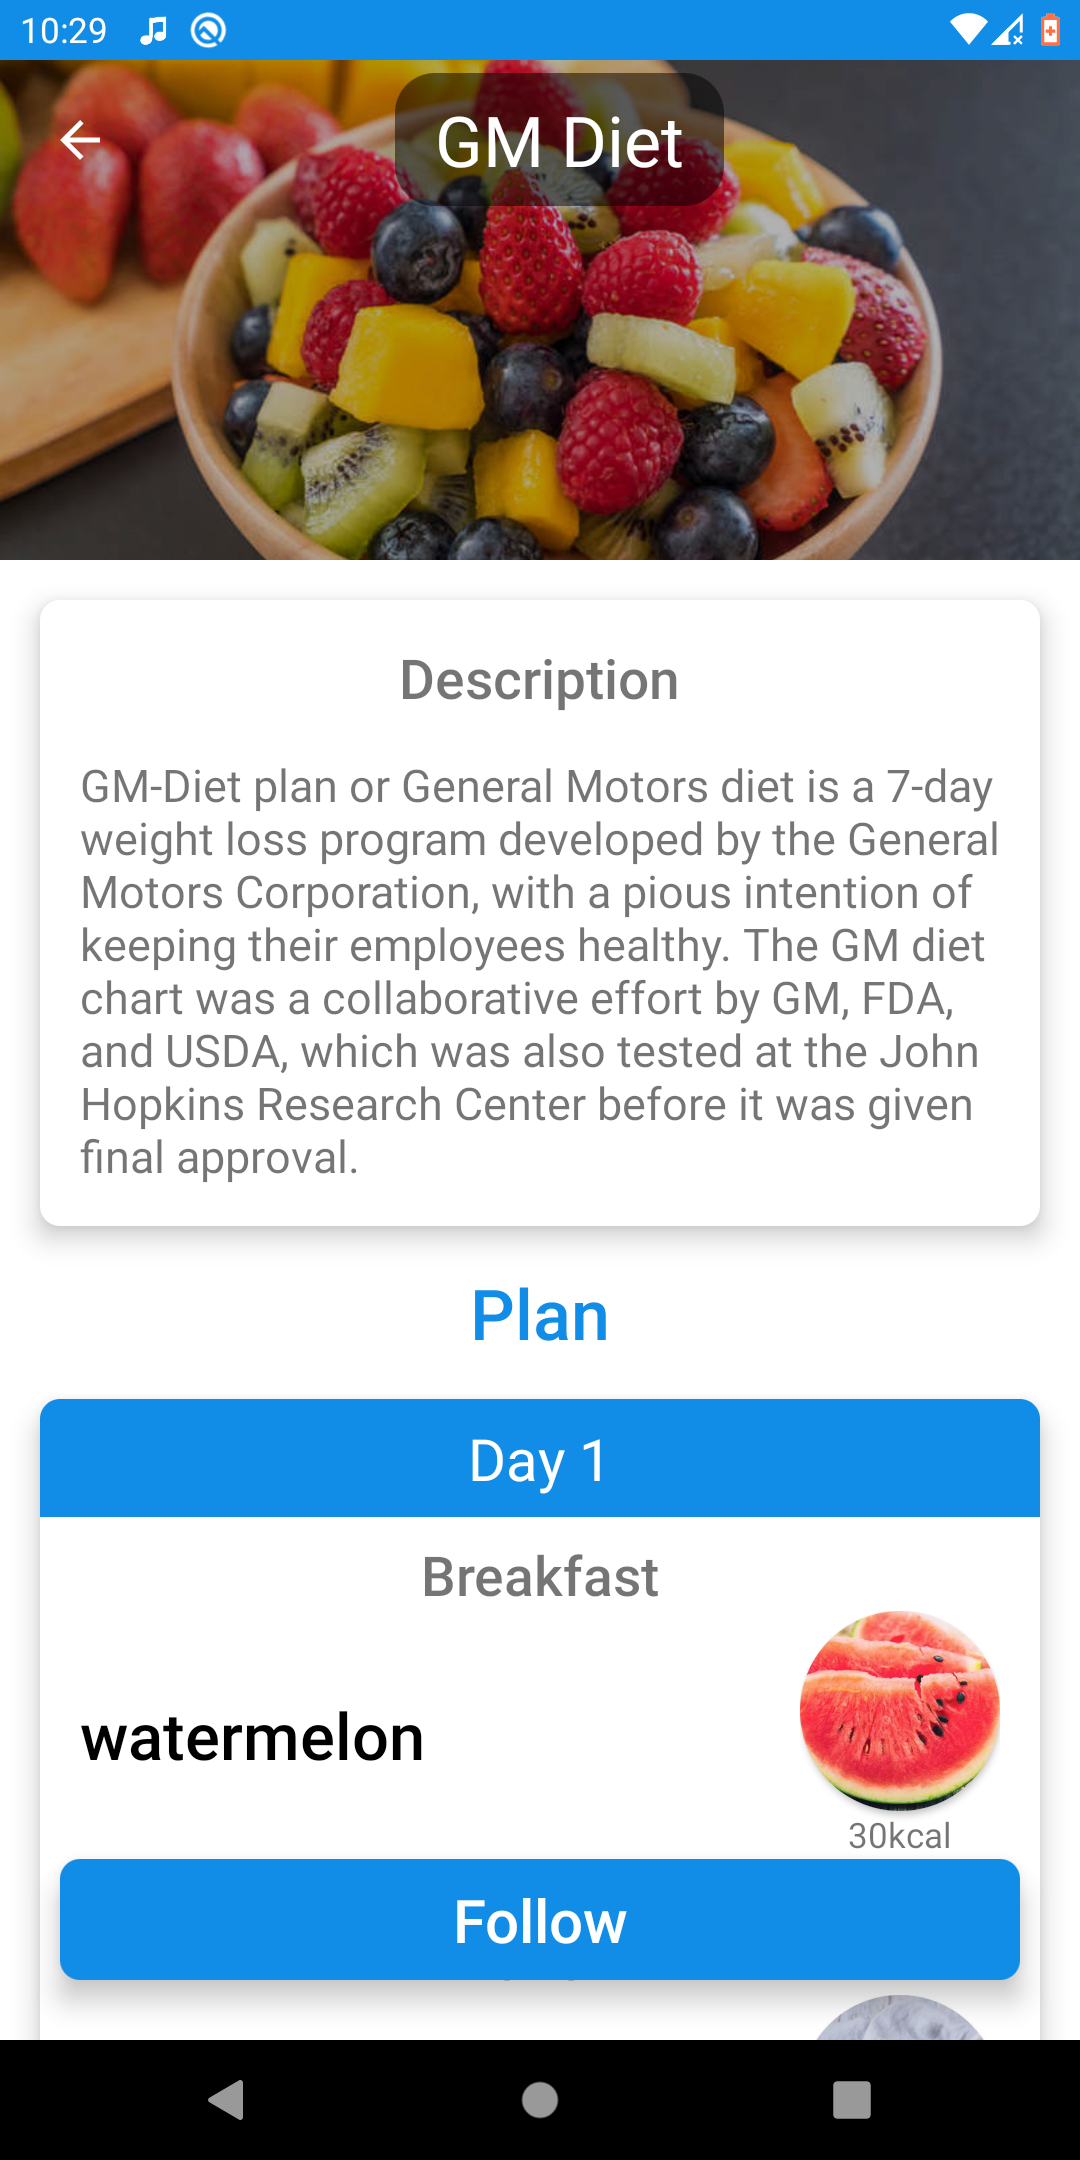 10:29
GM Diet
Description
GM-Diet plan or General Motors diet is a 7-day
weight loss program developed by the General
Motors Corporation, with a pious intention of
keeping their employees healthy. The GM diet
chart was a collaborative effort by GM, FDA,
and USDA, which was also tested at the John
Hopkins Research Center before it was given
final approval.
Plan
Day 1
Breakfast
watermelon
30kcal
Follow